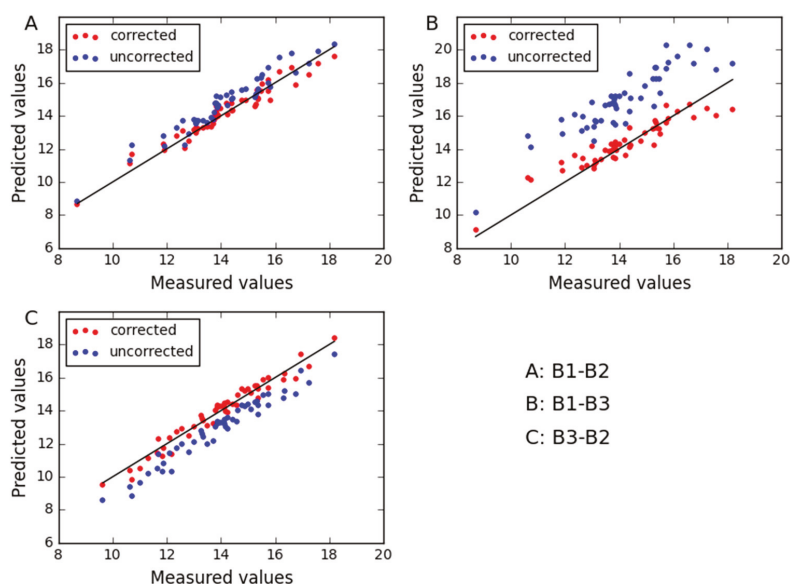 A
corrected
uncorrected
18
16
14
12
10
8
6
8
10
12
14
16
18
20
Predicted values
Measured values
B
corrected
uncorrected
20
18
16
14
12
10
8
8
10
12
14
16
18
20
Predicted values
Measured values
C
corrected
uncorrected
18
16
14
12
10
8
6
8
10
12
14
16
18
20
Predicted values
Measured values
A: B1-B2
B: B1-B3
C: B3-B2